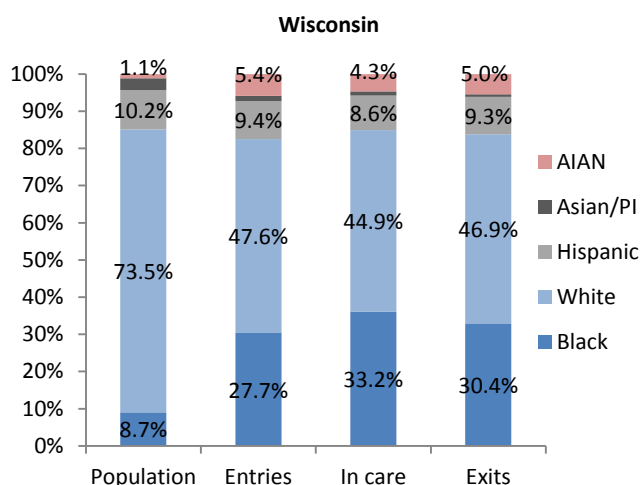 Wisconsin
100%
90%
80%
70%
60%
50%
40%
30%
20%
10%
0%
1.1%
5.4%
4.3%
5.0%
10.2%
9.4%
8.6%
9.3%
73.5%
47.6%
44.9%
46.9%
8.7%
27.7%
33.2%
30.4%
AIAN
Asian/PI
Hispanic
White
Black
Population
Entries
In care
Exits